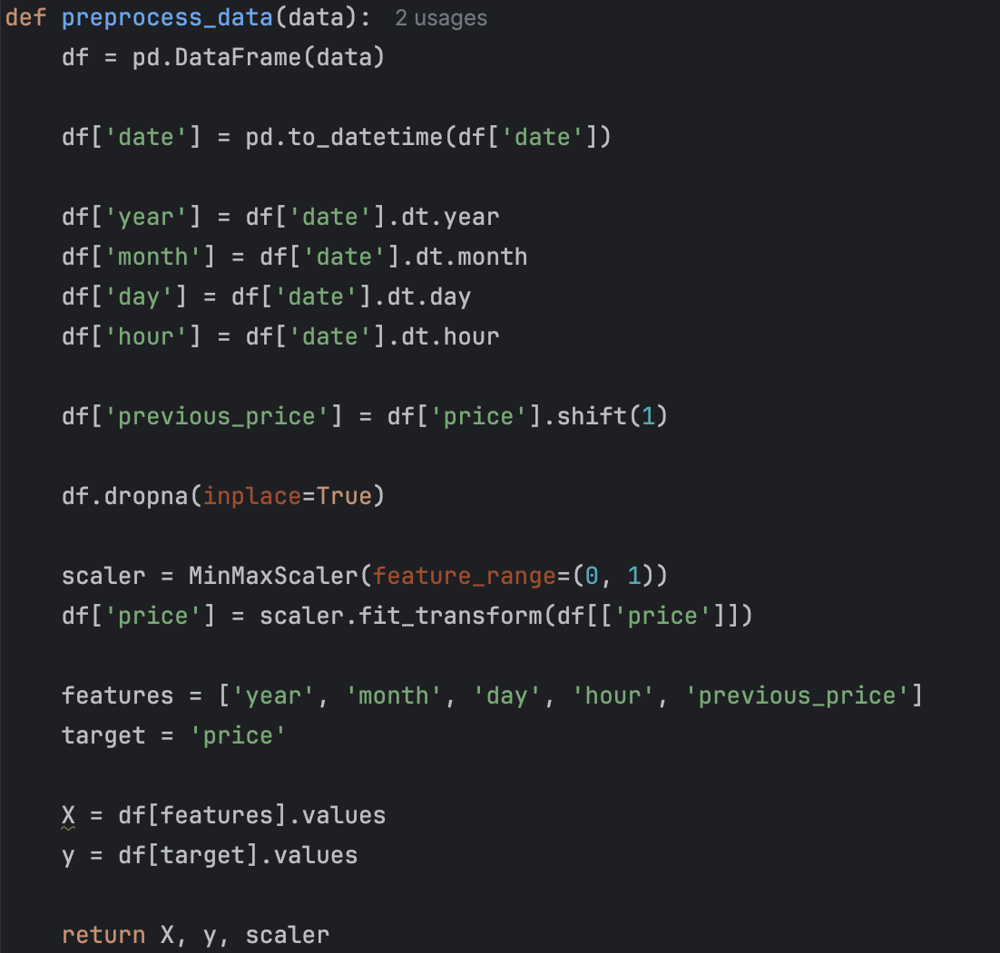 def preprocess_data(data): 2 usages
    df = pd.DataFrame(data)
    df['date'] = pd.to_datetime(df['date'])
    df['year'] = df['date'].dt.year
    df['month'] = df['date'].dt.month
    df['day'] = df['date'].dt.day
    df['hour'] = df['date'].dt.hour
    df['previous_price'] = df['price'].shift(1)
    df.dropna(inplace=True)
    scaler = MinMaxScaler(feature_range=(0, 1))
    df['price'] = scaler.fit_transform(df[['price']])
    features = ['year', 'month', 'day', 'hour', 'previous_price']
    target = 'price'
    X = df[features].values
    y = df[target].values
    return X, y, scaler